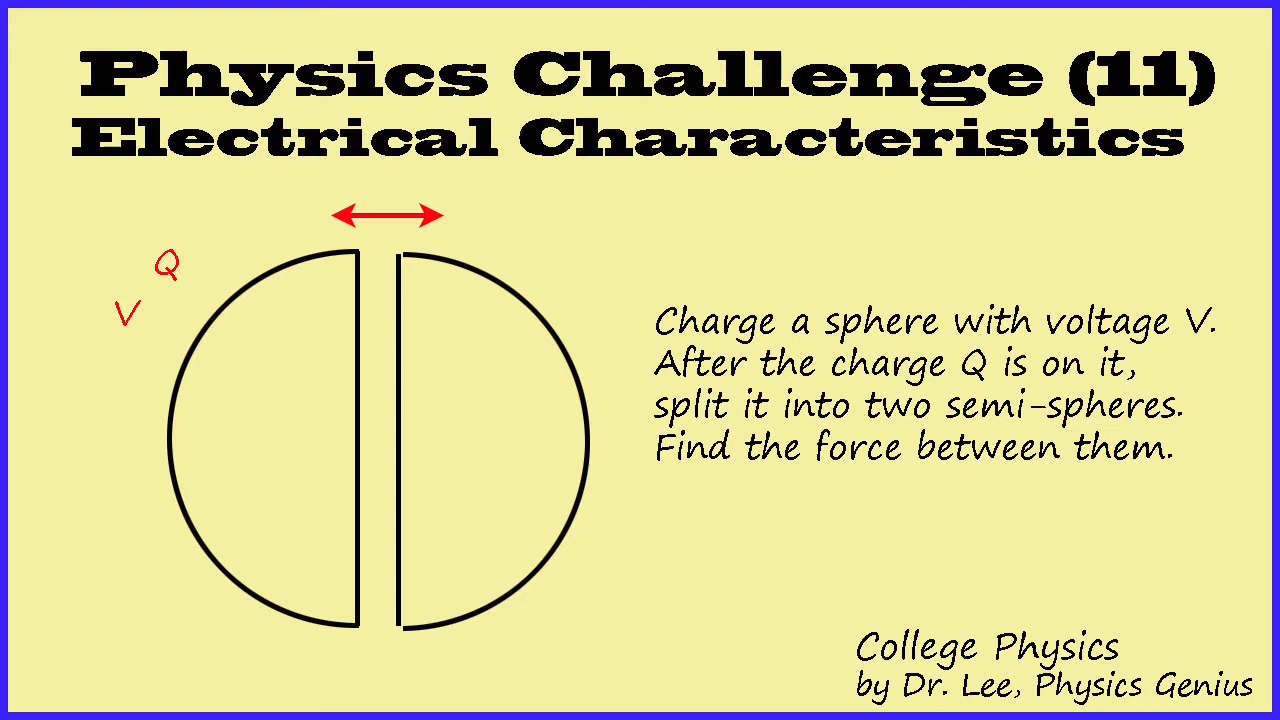 Physics Challenge (11)
Electrical Characteristics
Q
V
Charge a sphere with voltage V.
After the charge Q is on it,
split it into two semi-spheres.
Find the force between them.
College Physics
by Dr. Lee, Physics Genius